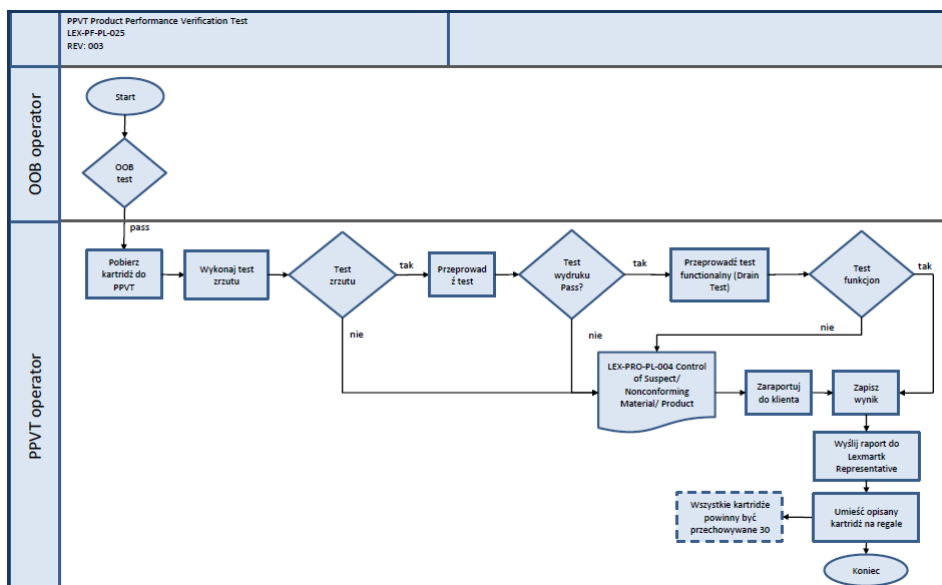 PPVT Product Performance Verification Test
LEX-PF-PL-025
REV: 003
OOB operator
Start
OOB
test
pass
PPVT operator
Pobierz
kartridż do
PPVT
Wykonaj test
zrzutu
Test
zrzutu
tak
nie
Przeprowad
ź test
Test
wydruku
Pass?
tak
nie
Przeprowadź test
functionalny (Drain
Test)
Test
funkcjon
tak
nie
LEX-PRO-PL-004 Control
of Suspect/
Nonconforming
Material/ Product
Zaraportuj
do klienta
Zapisz
wynik
Wyślij raport do
Lexmartk
Representative
Umieść opisany
kartridż na regale
Wszystkie kartridże
powinny być
przechowywane 30
Koniec